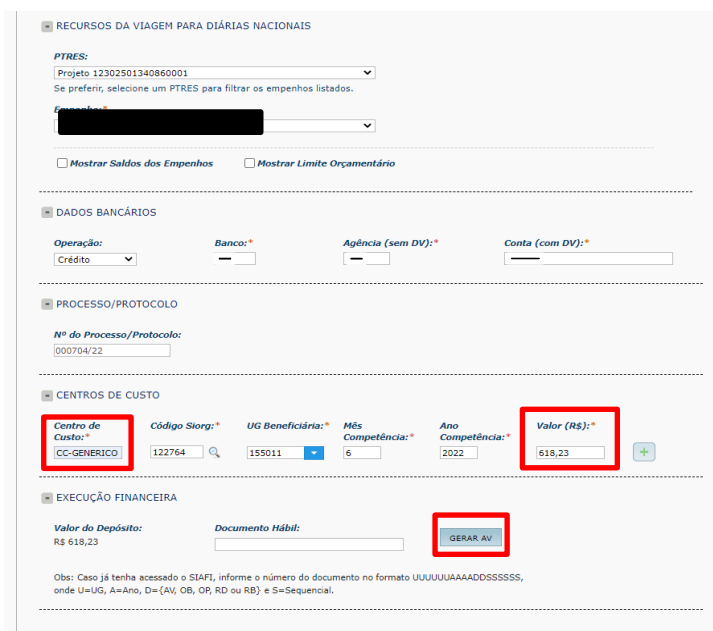 RECURSOS DA VIAGEM PARA DIÁRIAS NACIONAIS
PTRES:
Projeto 12302501340860001
Se preferir, selecione um PTRES para filtrar os empenhos listados.
Mostrar Saldos dos Empenhos Mostrar Limite Orçamentário
DADOS BANCÁRIOS
Operação: Banco:* Agência (sem DV):* Conta (com DV):*
Crédito
PROCESSO/PROTOCOLO
Nº do Processo/Protocolo:
000704/22
CENTROS DE CUSTO
Centro de Custo:* Código Siorg:* UG Beneficiária:* Mês Competência:* Ano Competência:* Valor (R$):*
CC-GENERICO 122764 155011 6 2022 618,23
EXECUÇÃO FINANCEIRA
Valor do Depósito: Documento Hábil:
R$ 618,23 GERAR AV
Obs: Caso já tenha acessado o SIAFI, informe o número do documento no formato UUUUUUAAAADDSSSSSS,
onde U=UG, A=Ano, D={AV, OB, OP, RD ou RB} e S=Sequencial.